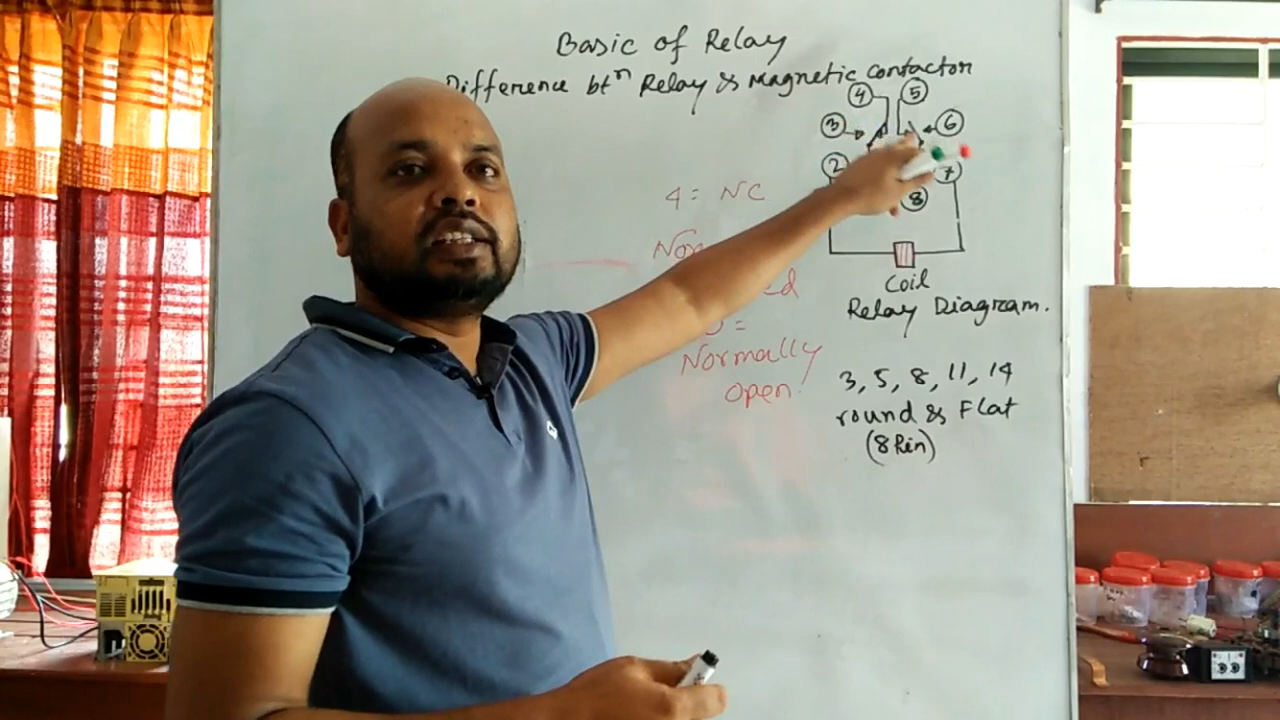 Basic of Relay
Difference btⁿ Relay & Magnetic contactor
4 5
3 6
2 7
8
Coil
Relay Diagram.
4 = NC
=
Normally
open!
3, 5, 8, 11, 14
round & Flat
(8 Pin)